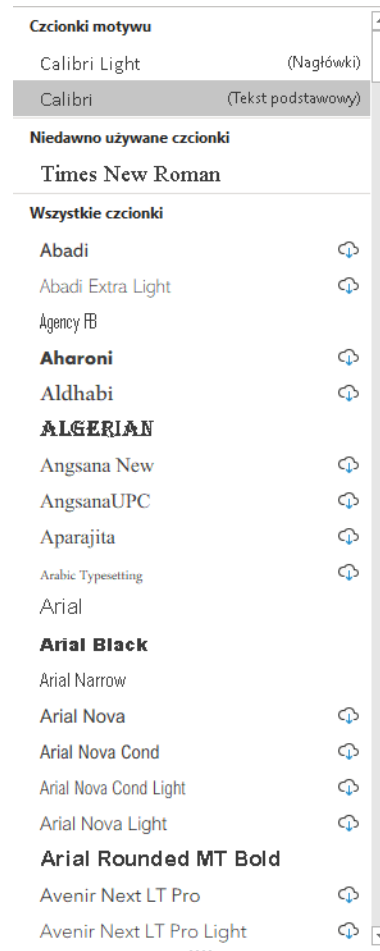 Czcionki motywu
Calibri Light (Nagłówki)
Calibri (Tekst podstawowy)
Niedawno używane czcionki
Times New Roman
Wszystkie czcionki
Abadi
Abadi Extra Light
Agency FB
Aharoni
Aldhabi
ALGERIAN
Angsana New
AngsanaUPC
Aparajita
Arabic Typesetting
Arial
Arial Black
Arial Narrow
Arial Nova
Arial Nova Cond
Arial Nova Cond Light
Arial Nova Light
Arial Rounded MT Bold
Avenir Next LT Pro
Avenir Next LT Pro Light